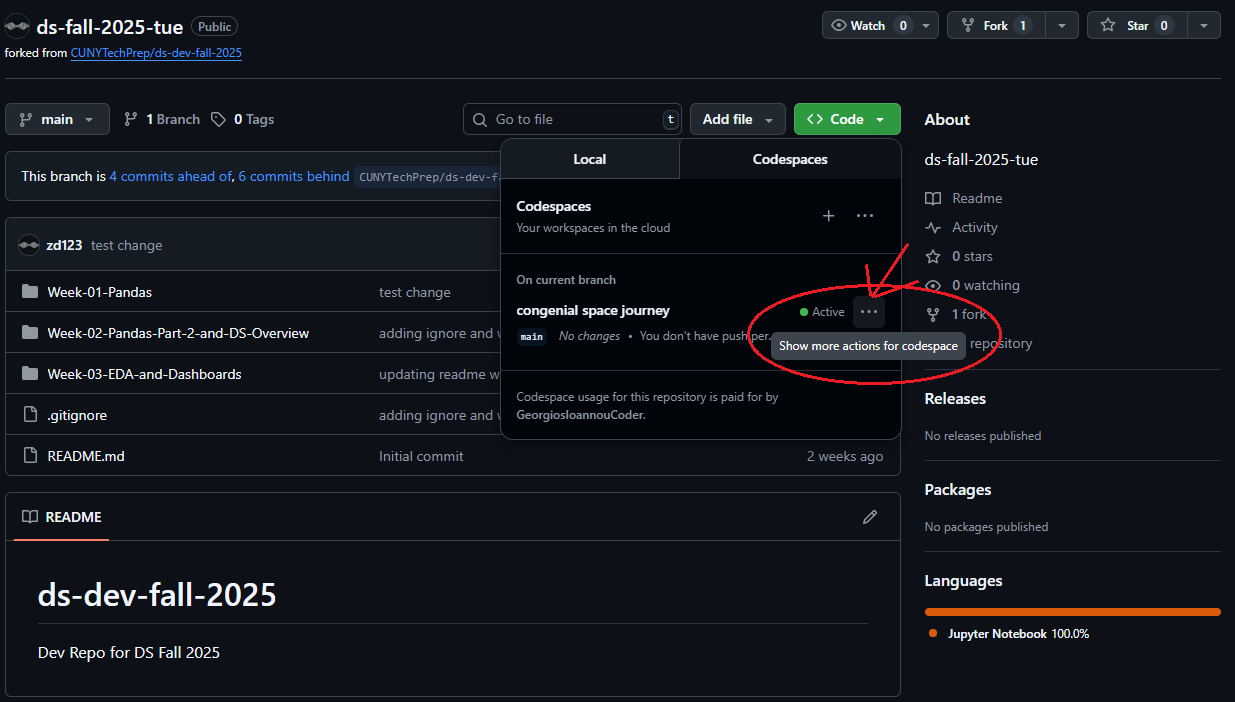 ds-fall-2025-tue Public
Watch 0
Fork 1
Star 0
forked from CUNYTechPrep/ds-dev-fall-2025
main
1 Branch
0 Tags
Go to file t
Add file
Code
Local Codespaces
This branch is 4 commits ahead of, 6 commits behind CUNYTechPrep/ds-dev-f
Codespaces
Your workspaces in the cloud
zd123 test change
Week-01-Pandas test change
Week-02-Pandas-Part-2-and-DS-Overview adding ignore and
Week-03-EDA-and-Dashboards updating readme w
.gitignore adding ignore and
README.md Initial commit 2 weeks ago
On current branch
congenial space journey Active
main No changes • You don't have push per.
Show more actions for codespace
Codespace usage for this repository is paid for by
GeorgiosIoannouCoder.
README
ds-dev-fall-2025
Dev Repo for DS Fall 2025
About
ds-fall-2025-tue
Readme
Activity
0 stars
0 watching
1 fork
repository
Releases
No releases published
Packages
No packages published
Languages
Jupyter Notebook 100.0%